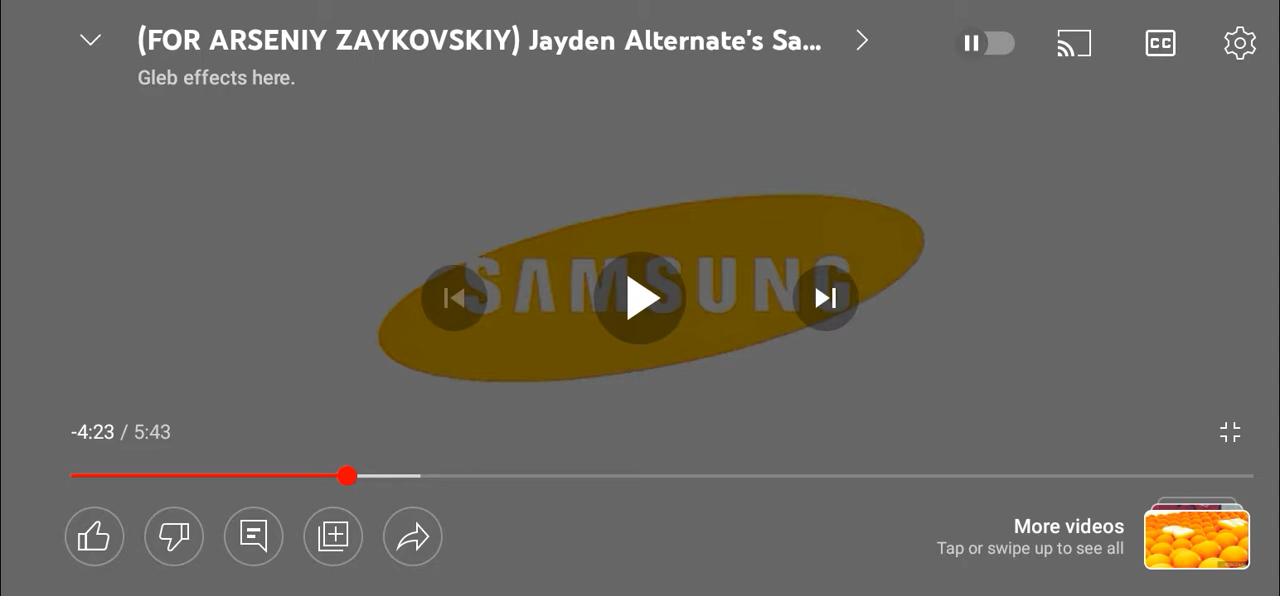 (FOR ARSENIY ZAYKOVSKIY) Jayden Alternate's Sa...
Gleb effects here.
CC
SAMSUNG
-4:23 / 5:43
More videos
Tap or swipe up to see all